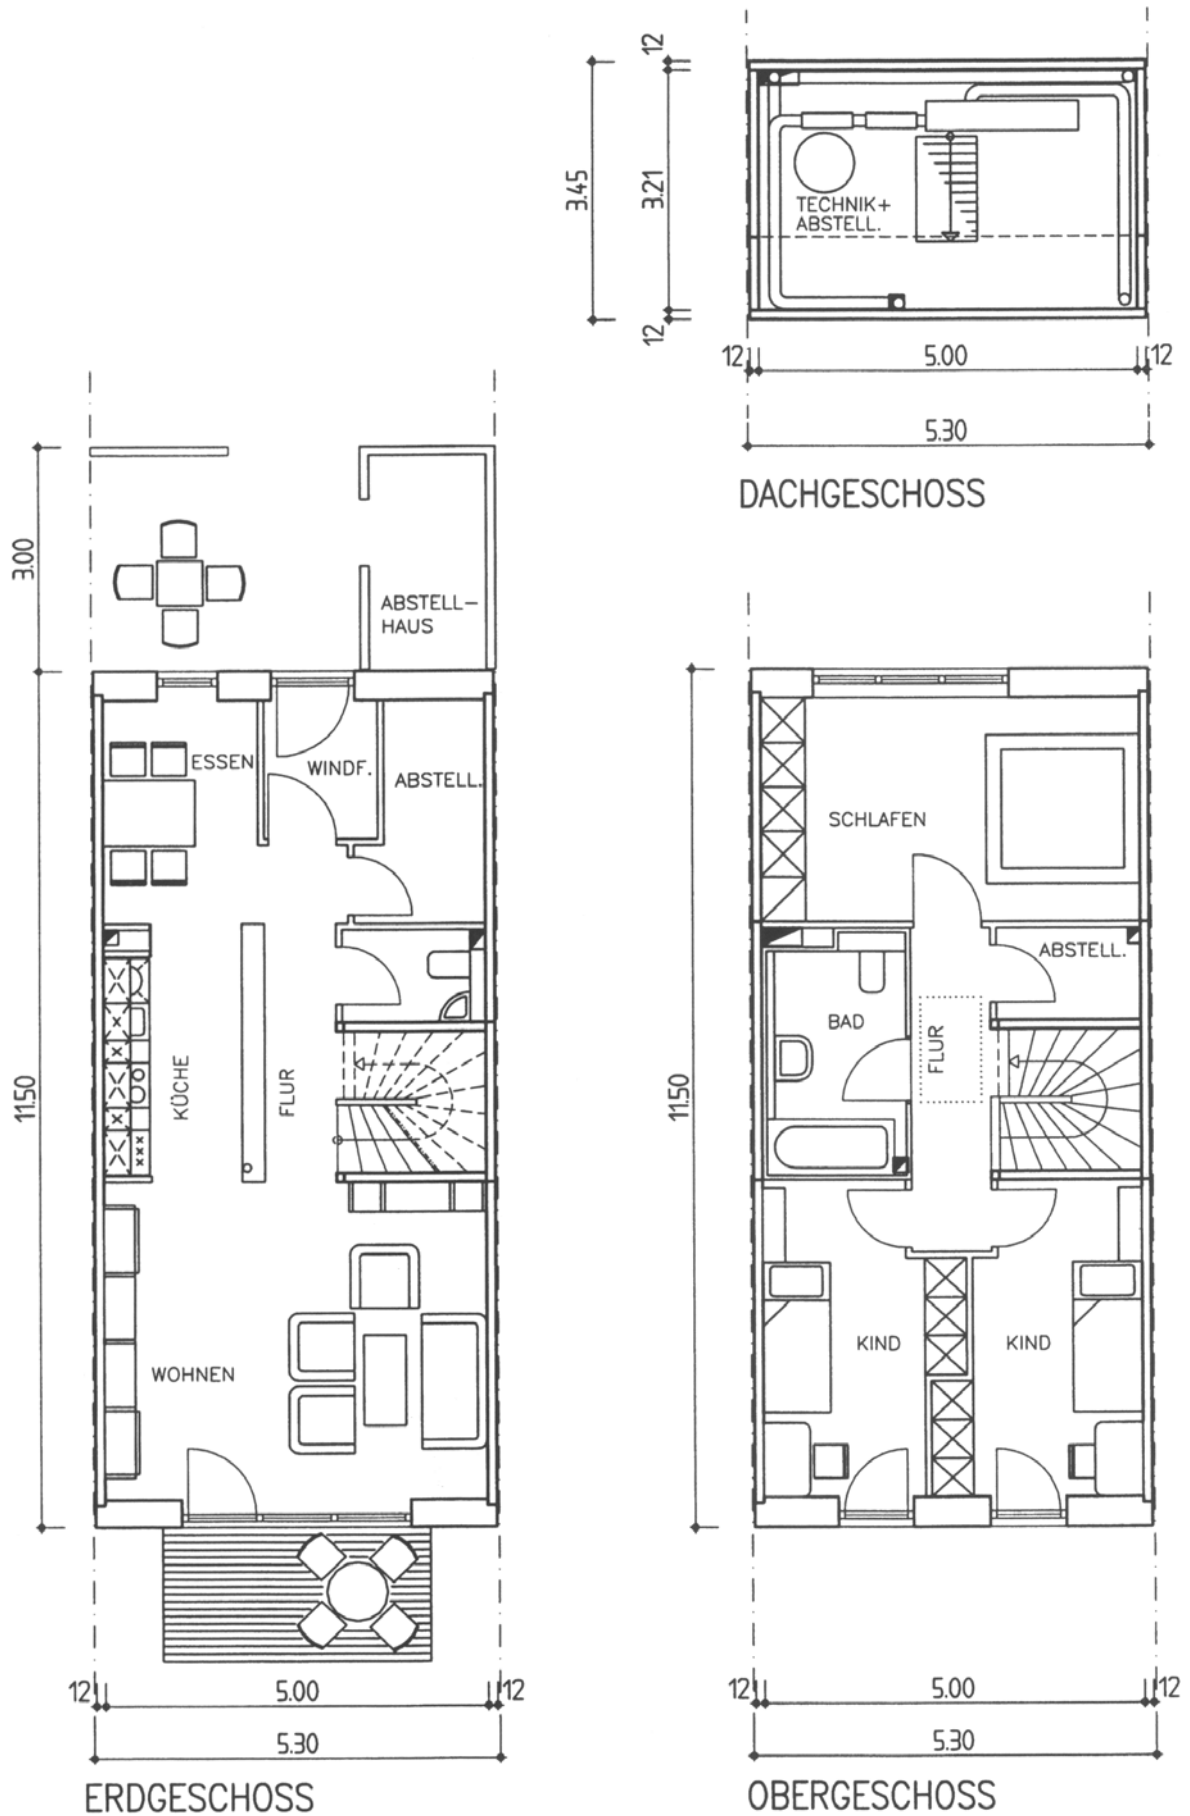 12
3.45
3.21
12
TECHNIK+
ABSTELL.
12
5.00
12
5.30
DACHGESCHOSS
3.00
11.50
ABSTELL-
HAUS
ESSEN
WINDF.
ABSTELL.
KÜCHE
FLUR
WOHNEN
12
5.00
12
5.30
ERDGESCHOSS
11.50
SCHLAFEN
ABSTELL.
BAD
FLUR
KIND
KIND
12
5.00
12
5.30
OBERGESCHOSS